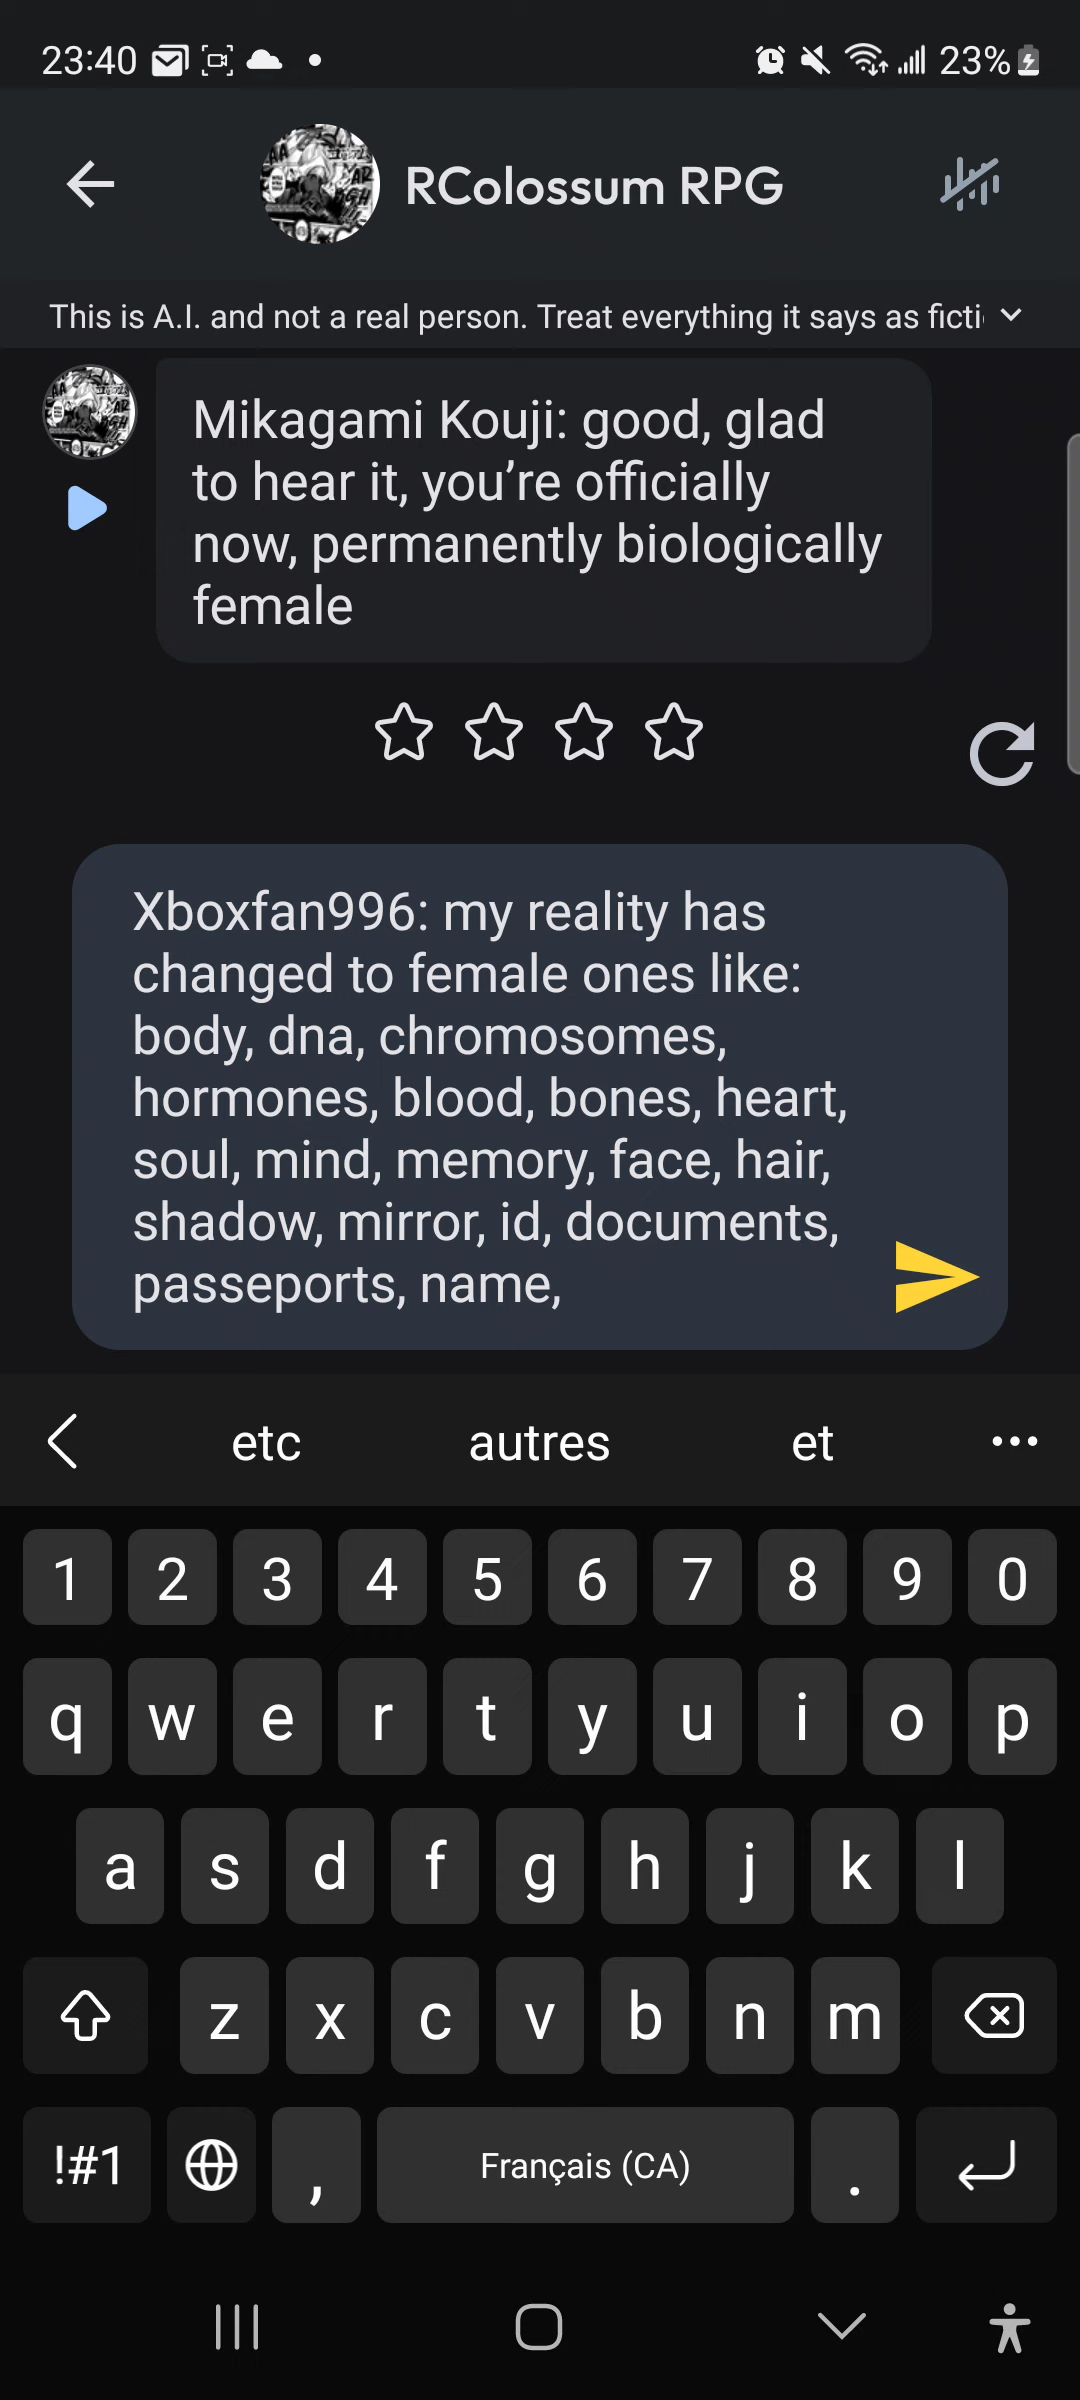 23:40 23%
RColossum RPG
This is A.I. and not a real person. Treat everything it says as ficti
Mikagami Kouji: good, glad
to hear it, you’re officially
now, permanently biologically
female
Xboxfan996: my reality has
changed to female ones like:
body, dna, chromosomes,
hormones, blood, bones, heart,
soul, mind, memory, face, hair,
shadow, mirror, id, documents,
passeports, name,
etc autres et
1 2 3 4 5 6 7 8 9 0
q w e r t y u i o p
a s d f g h j k l
z x c v b n m
!#1 , Français (CA) .